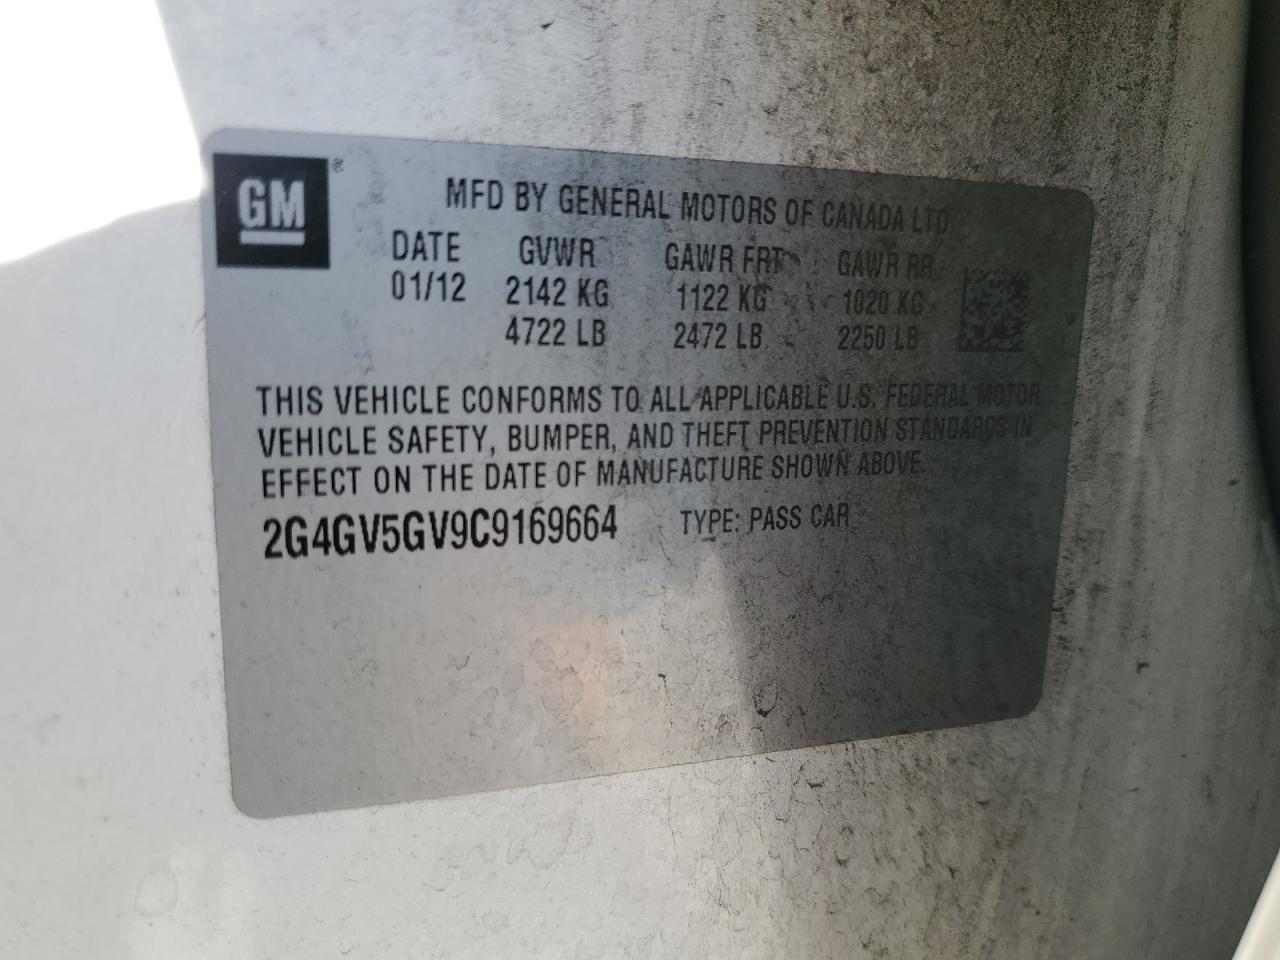 GM ®
MFD BY GENERAL MOTORS OF CANADA LTD
DATE GVWR GAWR FRT GAWR RR
01/12 2142 KG 1122 KG 1020 KG
4722 LB 2472 LB 2250 LB
THIS VEHICLE CONFORMS TO ALL APPLICABLE U.S. FEDERAL MOTOR
VEHICLE SAFETY, BUMPER, AND THEFT PREVENTION STANDARDS IN
EFFECT ON THE DATE OF MANUFACTURE SHOWN ABOVE.
2G4GV5GV9C9169664 TYPE: PASS CAR